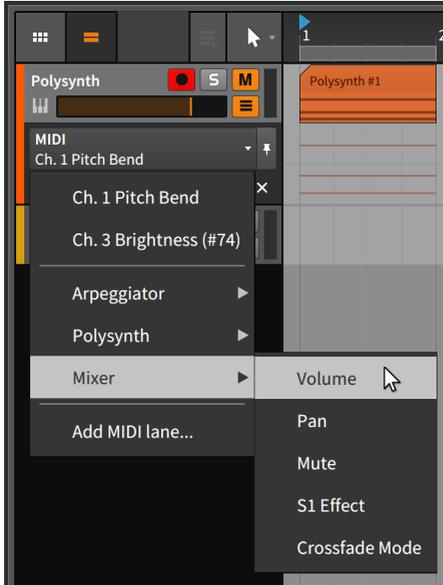 1
2
Polysynth
S
M
Polysynth #1
MIDI
Ch. 1 Pitch Bend
Ch. 1 Pitch Bend
Ch. 3 Brightness (#74)
Arpeggiator
Polysynth
Mixer
Add MIDI lane...
Volume
Pan
Mute
S1 Effect
Crossfade Mode